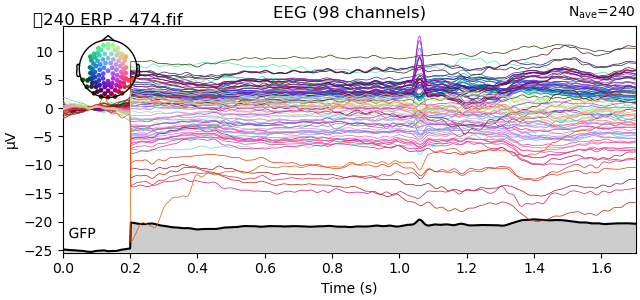 240 ERP - 474.fif
EEG (98 channels)
Nave=240
µV
10
5
0
−5
−10
−15
−20
−25
GFP
0.0 0.2 0.4 0.6 0.8 1.0 1.2 1.4 1.6
Time (s)